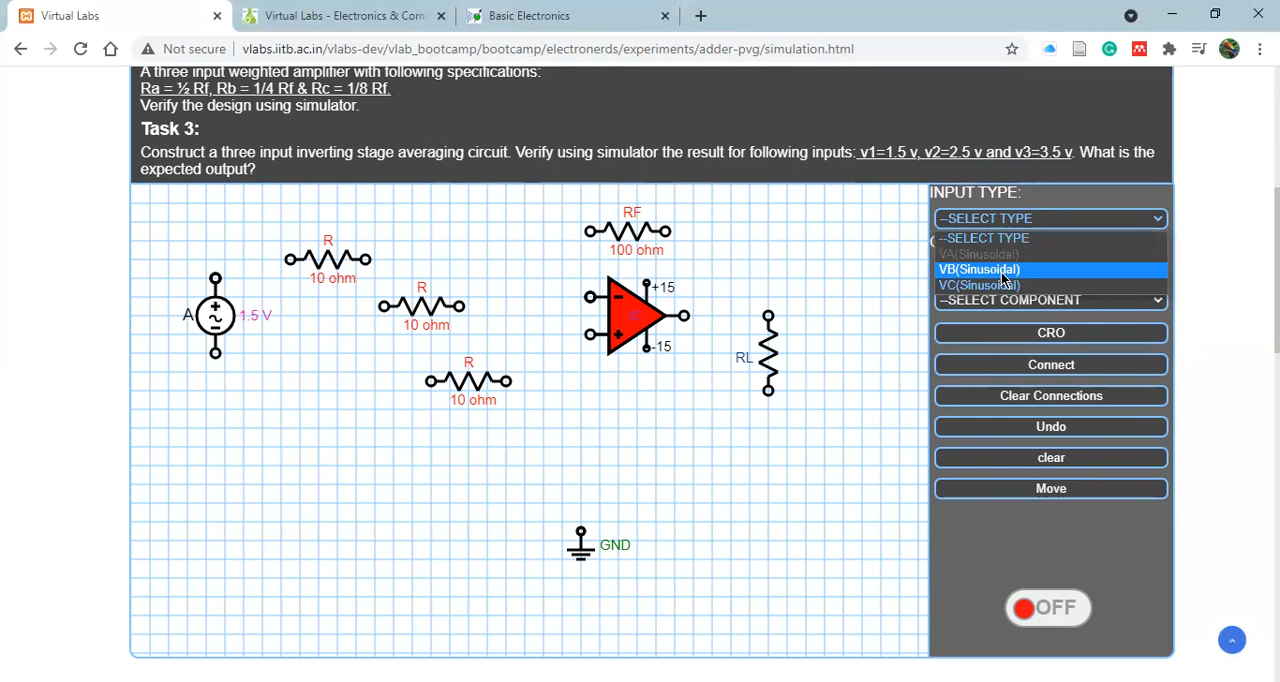 Virtual Labs
Virtual Labs - Electronics & Com
Basic Electronics
Not secure
vlabs.iitb.ac.in/vlabs-dev/vlab_bootcamp/bootcamp/electronerds/experiments/adder-pvg/simulation.html
A three input weighted amplifier with following specifications:
Ra = ½ Rf, Rb = 1/4 Rf & Rc = 1/8 Rf.
Verify the design using simulator.
Task 3:
Construct a three input inverting stage averaging circuit. Verify using simulator the result for following inputs: v1=1.5 v, v2=2.5 v and v3=3.5 v. What is the
expected output?
INPUT TYPE:
--SELECT TYPE
--SELECT TYPE
VA(Sinusoidal)
VB(Sinusoidal)
VC(Sinusoidal)
--SELECT COMPONENT
CRO
Connect
Clear Connections
Undo
clear
Move
OFF
A
1.5 V
R
10 ohm
R
10 ohm
R
10 ohm
RF
100 ohm
-
+
+15
-15
RL
GND